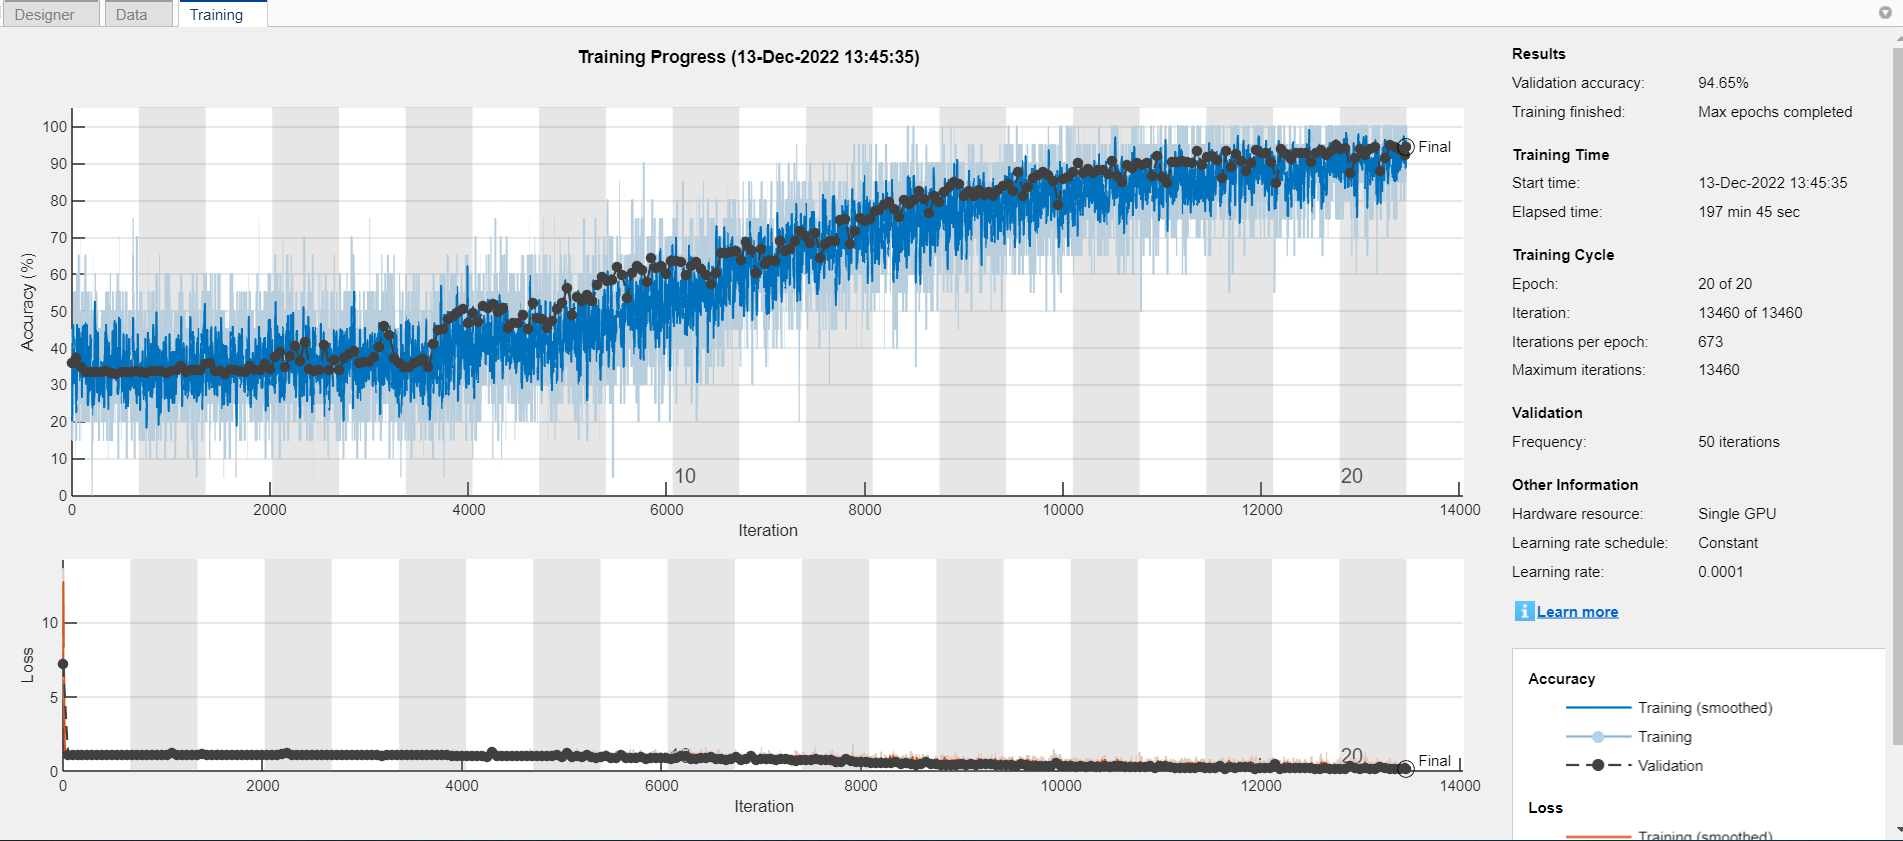 Designer
Data
Training
Training Progress (13-Dec-2022 13:45:35)
100
90
80
70
60
50
40
30
20
10
0
Accuracy (%)
10
20
Final
0
2000
4000
6000
8000
10000
12000
14000
Iteration
10
5
0
Loss
20
Final
0
2000
4000
6000
8000
10000
12000
14000
Iteration
Results
Validation accuracy: 94.65%
Training finished: Max epochs completed
Training Time
Start time: 13-Dec-2022 13:45:35
Elapsed time: 197 min 45 sec
Training Cycle
Epoch: 20 of 20
Iteration: 13460 of 13460
Iterations per epoch: 673
Maximum iterations: 13460
Validation
Frequency: 50 iterations
Other Information
Hardware resource: Single GPU
Learning rate schedule: Constant
Learning rate: 0.0001
i Learn more
Accuracy
Training (smoothed)
Training
Validation
Loss
Training (smoothed)